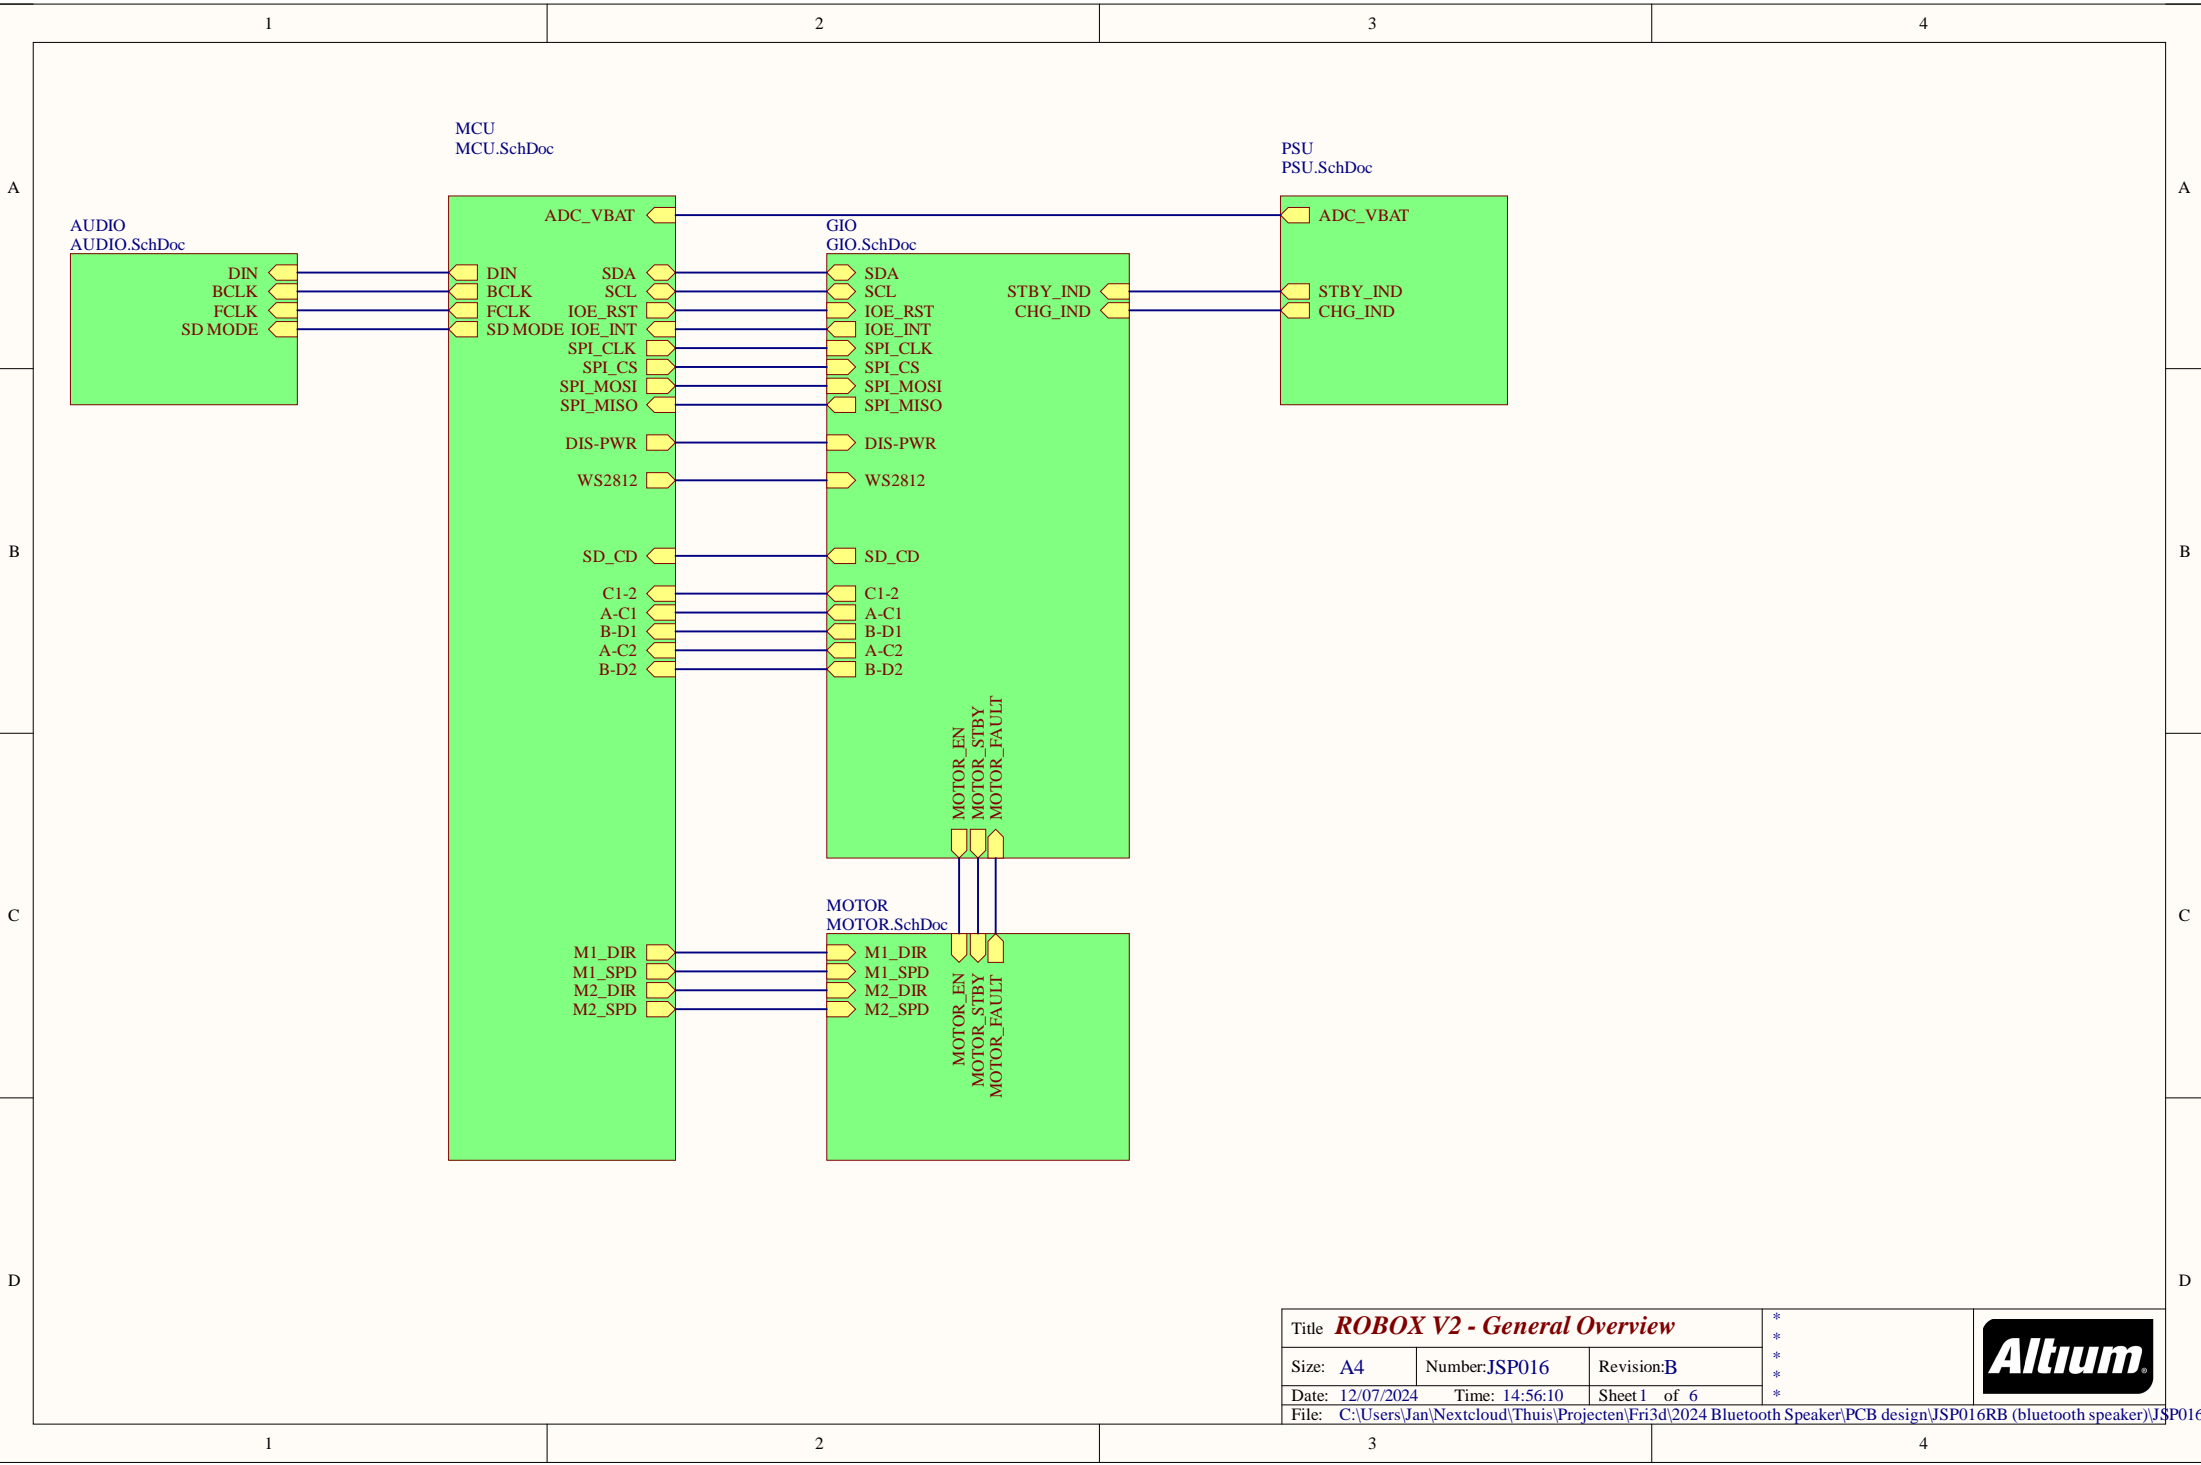 1 2 3 4
A A
B B
C C
D D
MCU
MCU.SchDoc
PSU
PSU.SchDoc
AUDIO
AUDIO.SchDoc
GIO
GIO.SchDoc
ADC_VBAT ADC_VBAT
DIN DIN SDA SDA
BCLK BCLK SCL SCL STBY_IND STBY_IND
FCLK FCLK IOE_RST IOE_RST CHG_IND CHG_IND
SD MODE SD MODE IOE_INT IOE_INT
SPI_CLK SPI_CLK
SPI_CS SPI_CS
SPI_MOSI SPI_MOSI
SPI_MISO SPI_MISO
DIS-PWR DIS-PWR
WS2812 WS2812
SD_CD SD_CD
C1-2 C1-2
A-C1 A-C1
B-D1 B-D1
A-C2 A-C2
B-D2 B-D2
MOTOR_EN
MOTOR_STBY
MOTOR_FAULT
MOTOR
MOTOR.SchDoc
M1_DIR M1_DIR
M1_SPD M1_SPD
M2_DIR M2_DIR
M2_SPD M2_SPD
MOTOR_EN
MOTOR_STBY
MOTOR_FAULT
Title ROBOX V2 - General Overview
Size: A4 Number:JSP016 Revision:B
Date: 12/07/2024 Time: 14:56:10 Sheet 1 of 6
File: C:\Users\Jan\Nextcloud\Thuis\Projecten\Fri3d\2024 Bluetooth Speaker\PCB design\JSP016RB (bluetooth speaker)\JSP016
*
*
*
*
*
Altium
1 2 3 4